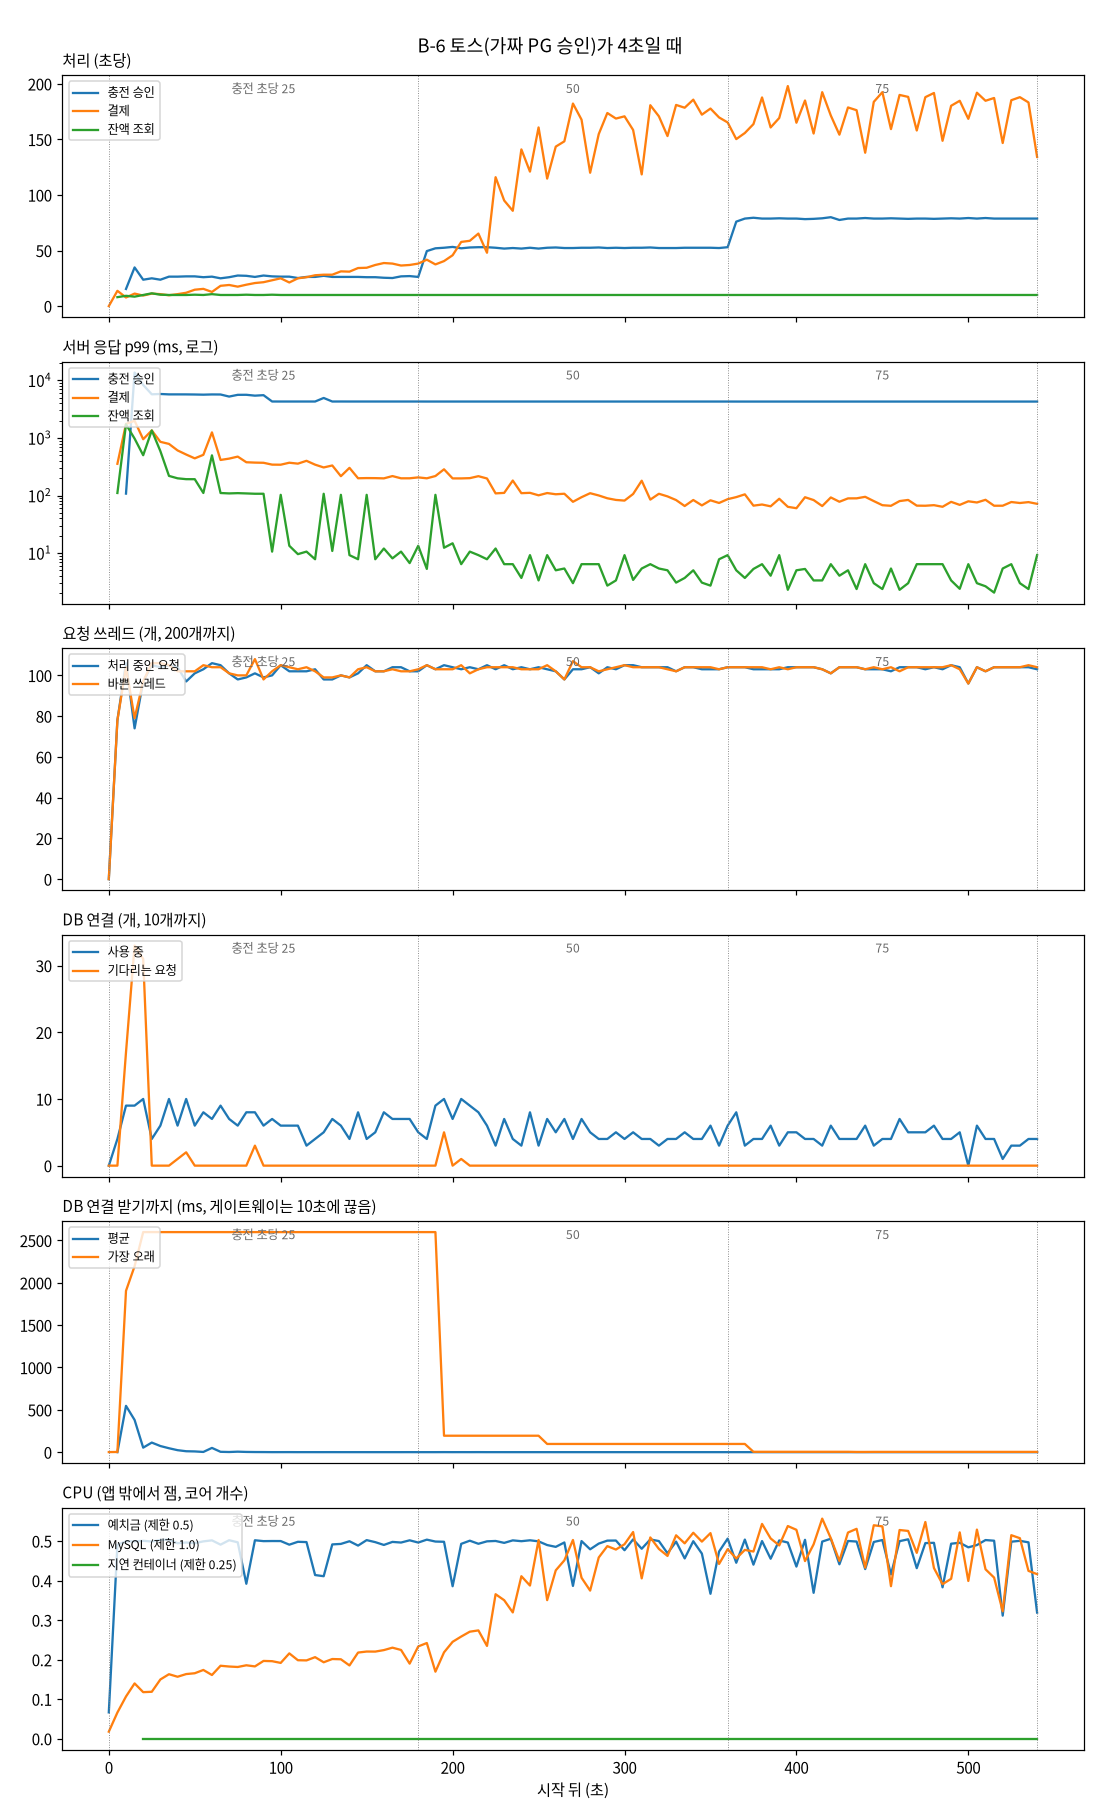 B-6 토스(가짜 PG 승인)가 4초일 때
처리 (초당)
충전 승인
결제
잔액 조회
충전 초당 25
50
75
200
150
100
50
0
서버 응답 p99 (ms, 로그)
충전 승인
결제
잔액 조회
충전 초당 25
50
75
10⁴
10³
10²
10¹
요청 쓰레드 (개, 200개까지)
처리 중인 요청
바쁜 쓰레드
충전 초당 25
50
75
100
80
60
40
20
0
DB 연결 (개, 10개까지)
사용 중
기다리는 요청
충전 초당 25
50
75
30
20
10
0
DB 연결 받기까지 (ms, 게이트웨이는 10초에 끊음)
평균
가장 오래
충전 초당 25
50
75
2500
2000
1500
1000
500
0
CPU (앱 밖에서 잼, 코어 개수)
예치금 (제한 0.5)
MySQL (제한 1.0)
지연 컨테이너 (제한 0.25)
충전 초당 25
50
75
0.5
0.4
0.3
0.2
0.1
0.0
0
100
200
300
400
500
시작 뒤 (초)